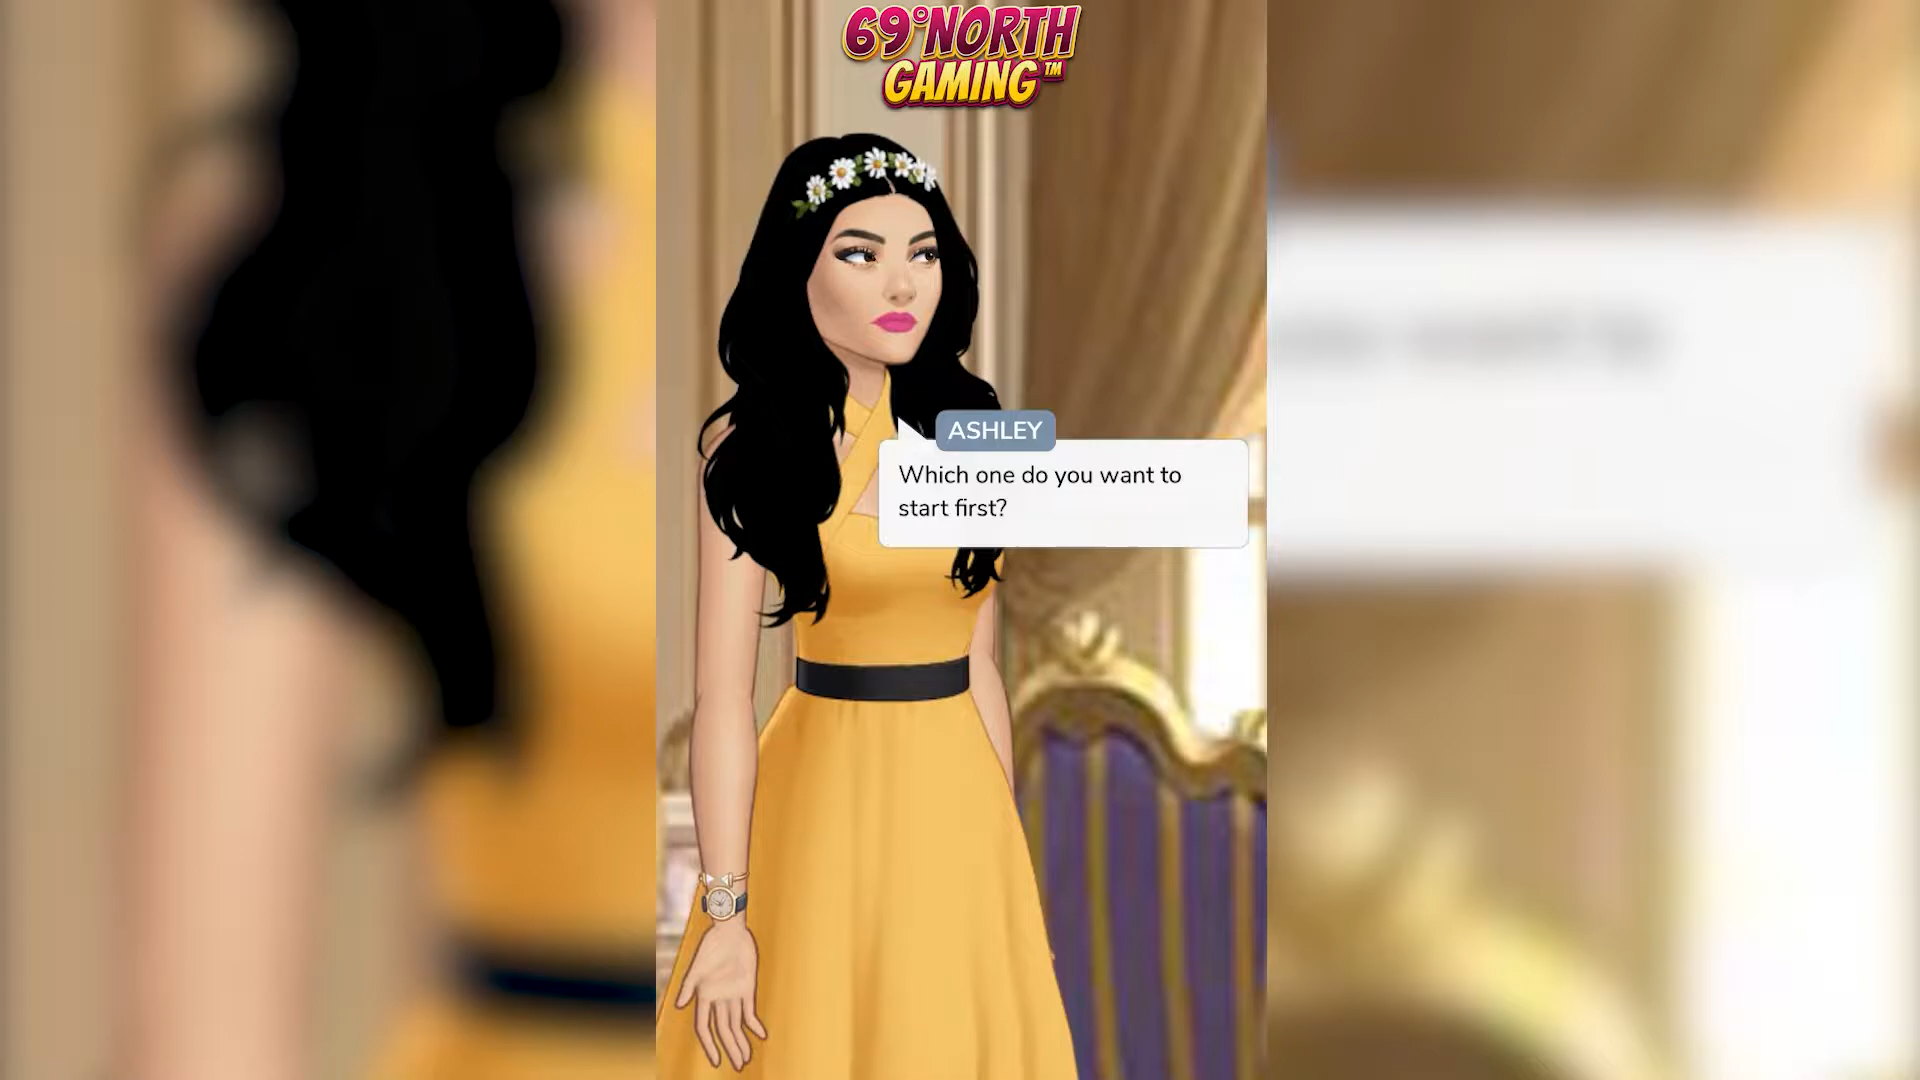 69°NORTH
GAMING™
ASHLEY
Which one do you want to
start first?